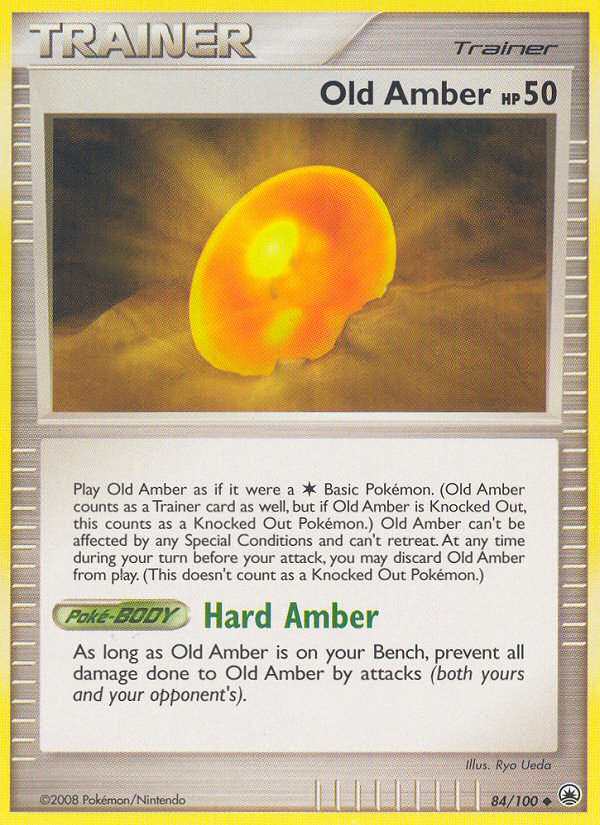 TRAINER
Trainer
Old Amber HP 50
Play Old Amber as if it were a ✶ Basic Pokémon. (Old Amber
counts as a Trainer card as well, but if Old Amber is Knocked Out,
this counts as a Knocked Out Pokémon.) Old Amber can't be
affected by any Special Conditions and can't retreat. At any time
during your turn before your attack, you may discard Old Amber
from play. (This doesn't count as a Knocked Out Pokémon.)
Poké-BODY Hard Amber
As long as Old Amber is on your Bench, prevent all
damage done to Old Amber by attacks (both yours
and your opponent's).
Illus. Ryo Ueda
©2008 Pokémon/Nintendo
84/100 ◆